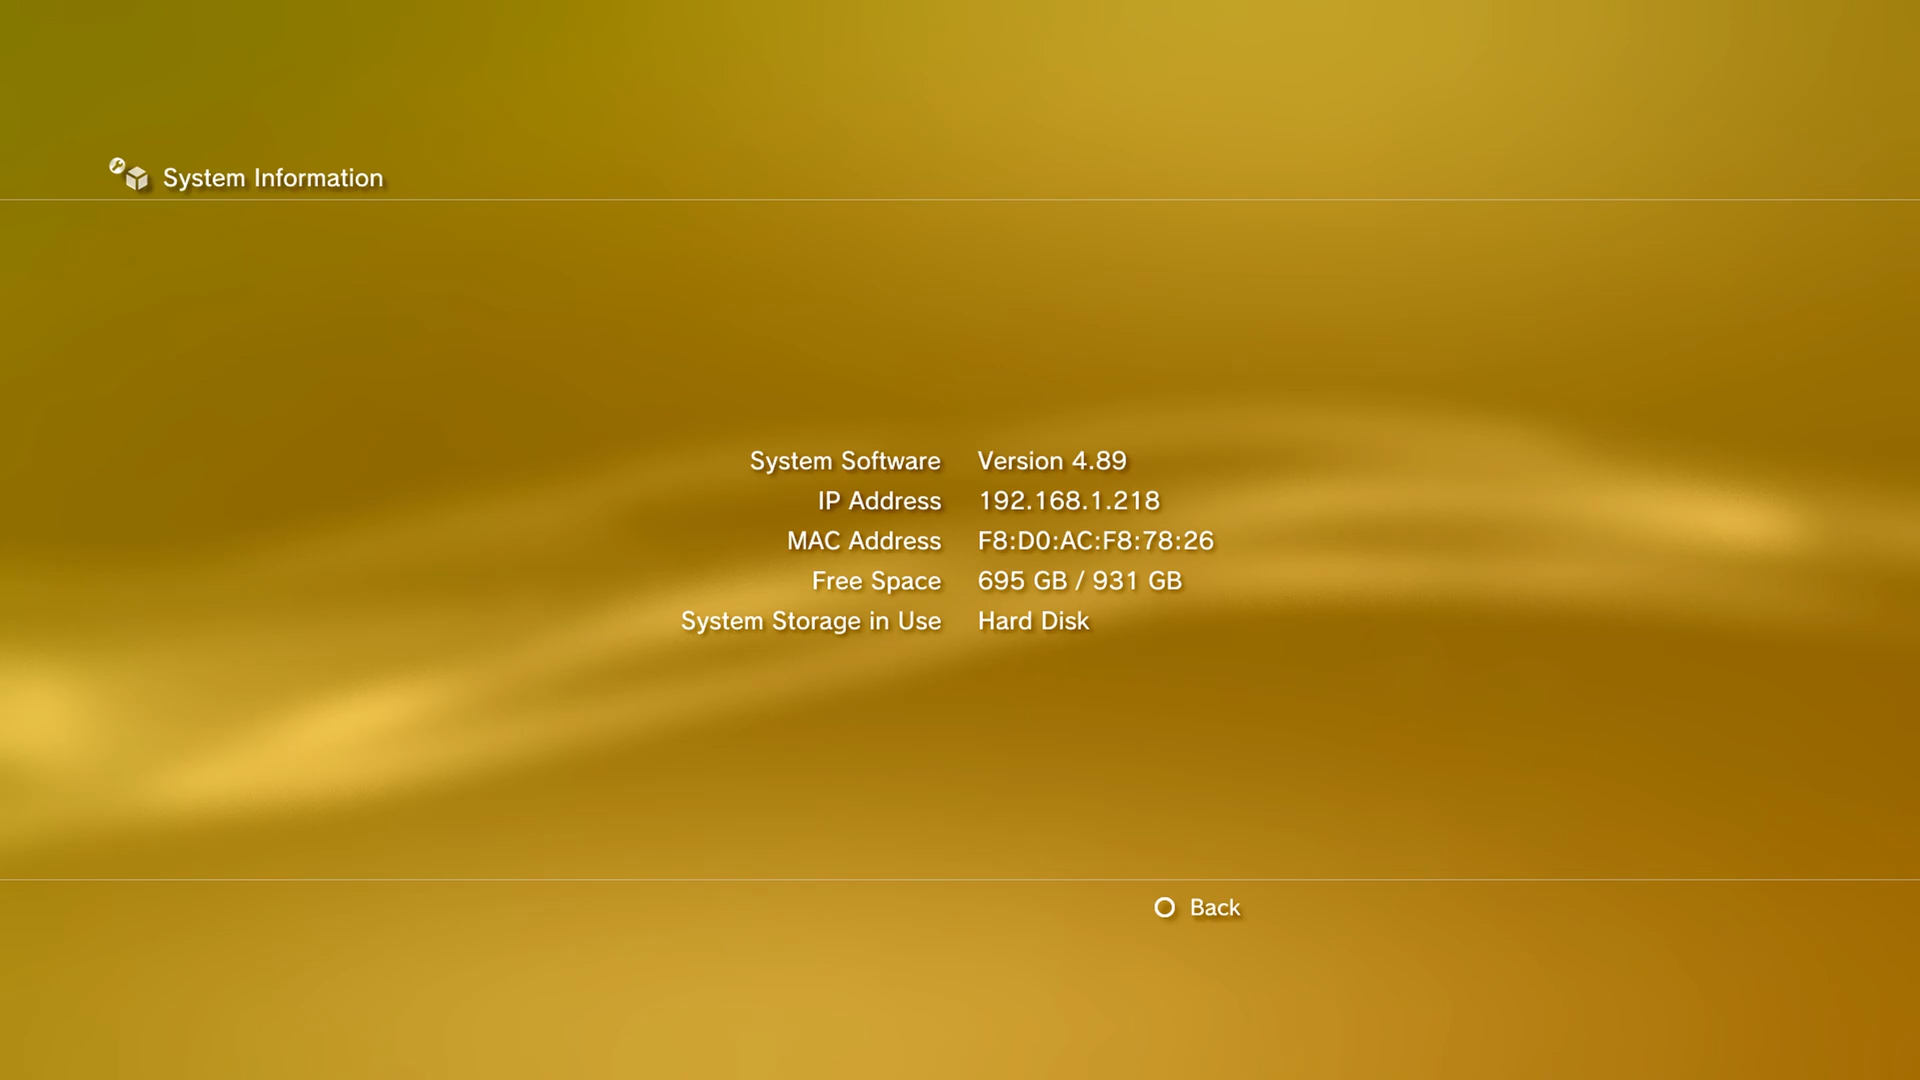 System Information
System Software Version 4.89
IP Address 192.168.1.218
MAC Address F8:D0:AC:F8:78:26
Free Space 695 GB / 931 GB
System Storage in Use Hard Disk
Back